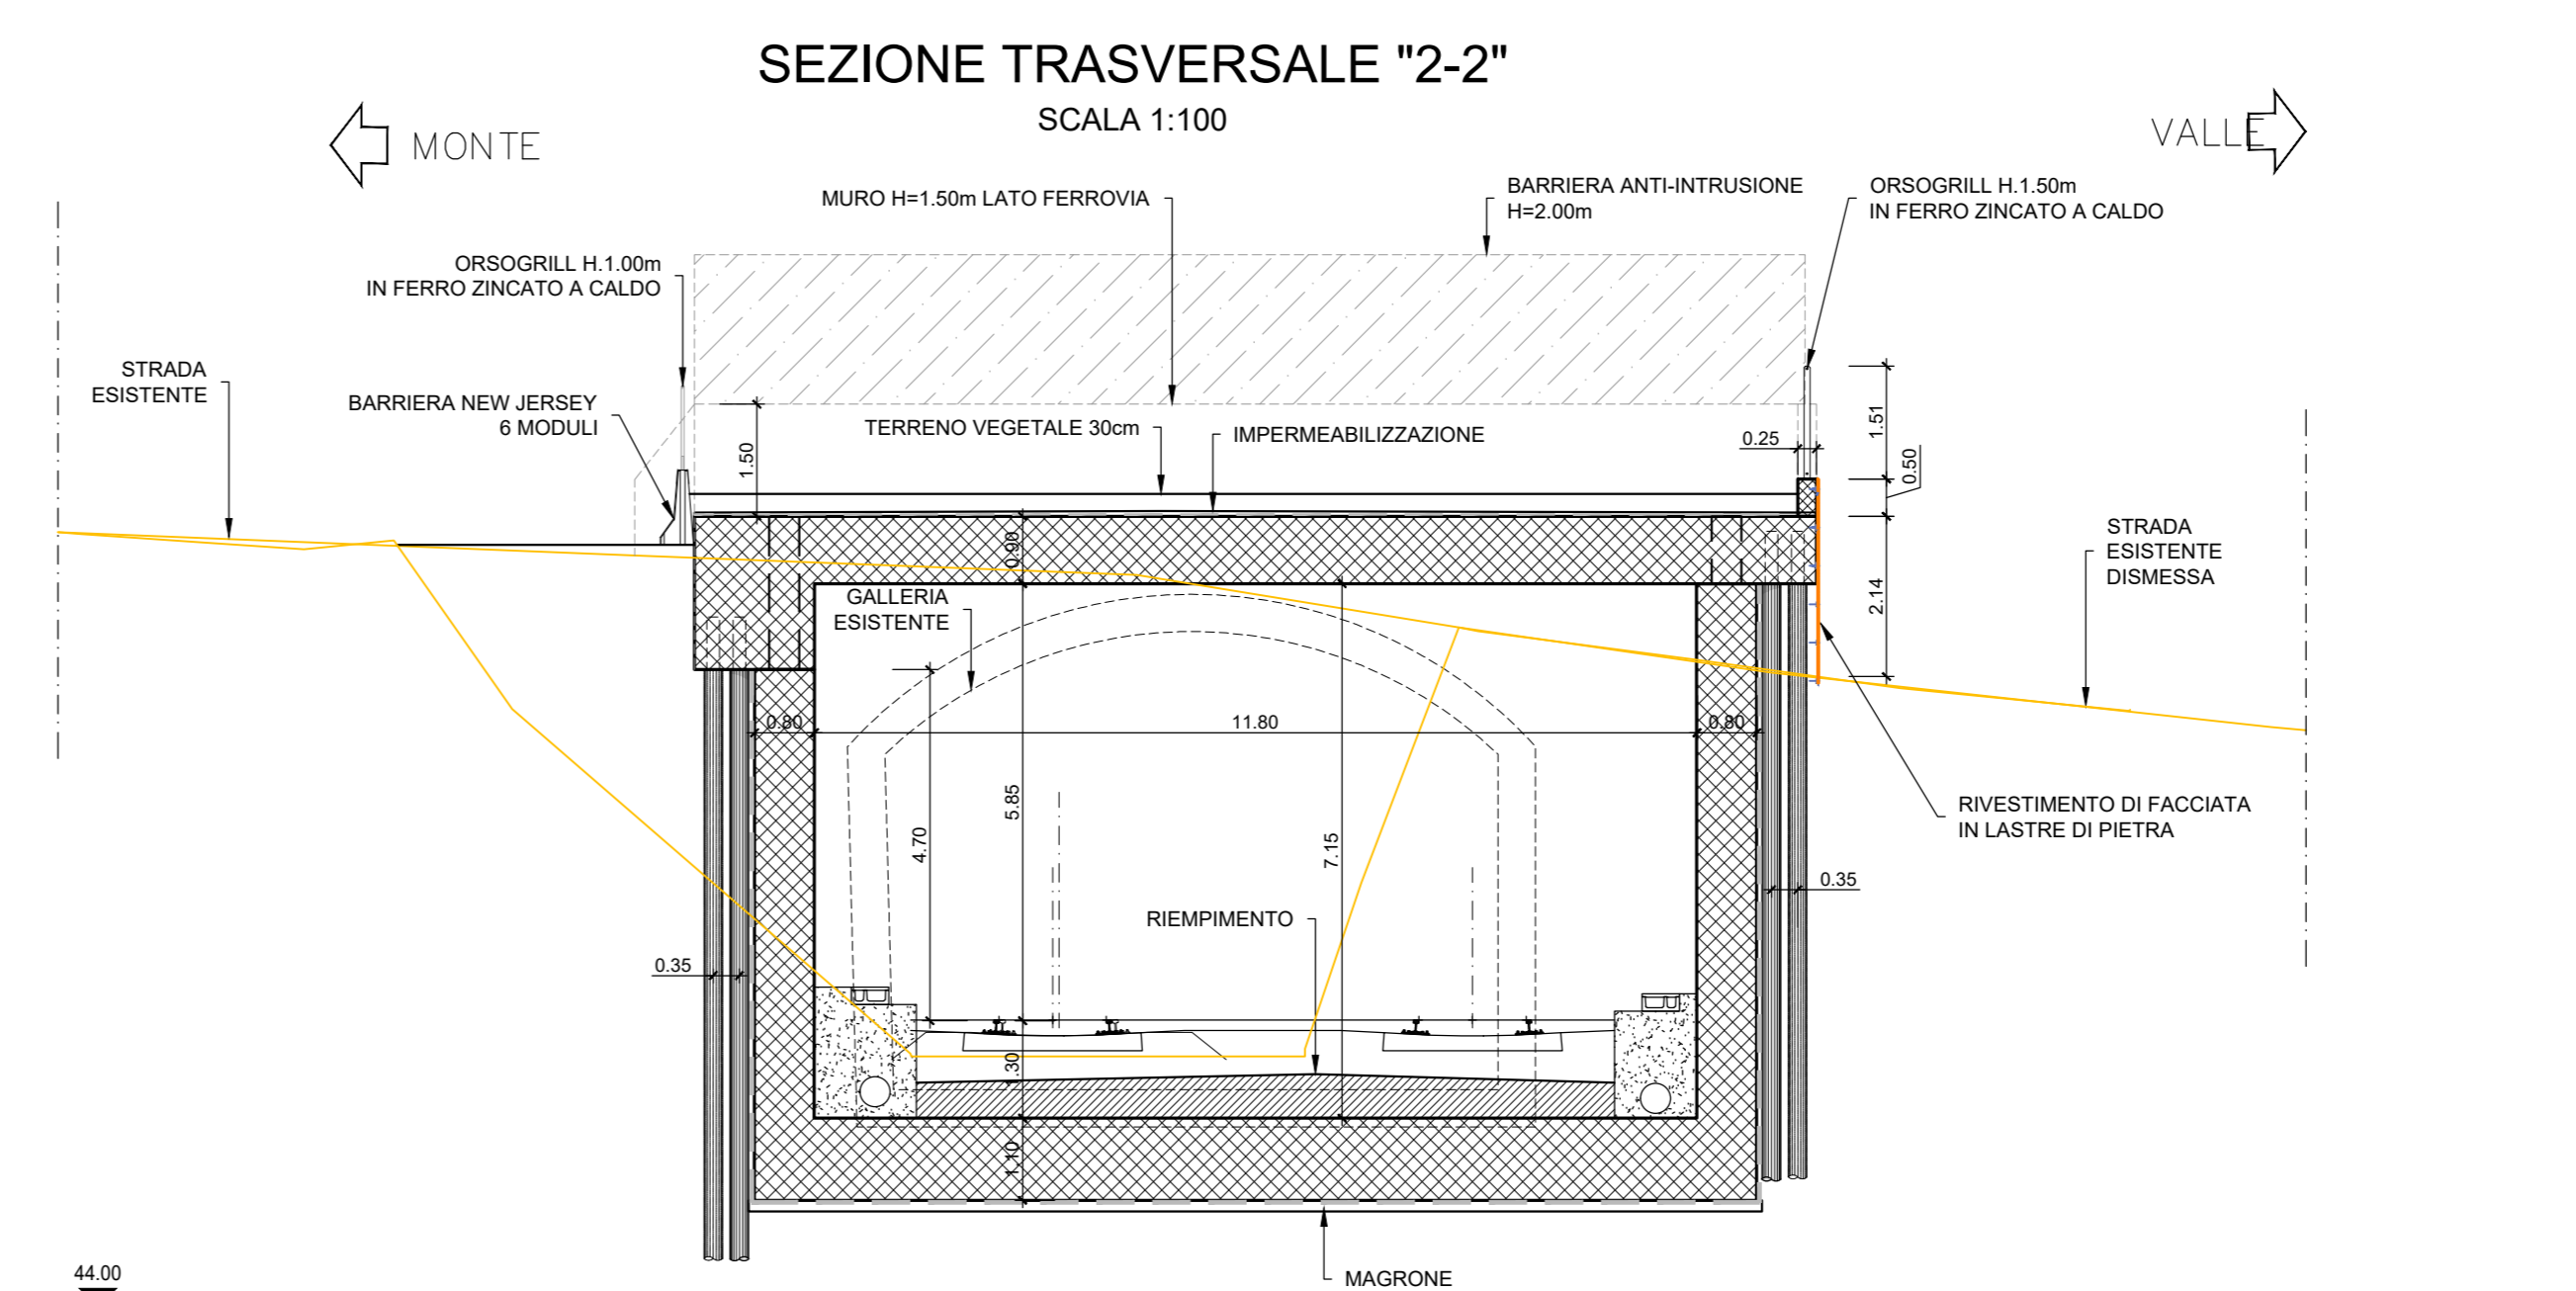 SEZIONE TRASVERSALE "2-2"
SCALA 1:100
MONTE
VALLE
MURO H=1.50m LATO FERROVIA
BARRIERA ANTI-INTRUSIONE
H=2.00m
ORSOGRILL H.1.50m
IN FERRO ZINCATO A CALDO
ORSOGRILL H.1.00m
IN FERRO ZINCATO A CALDO
STRADA
ESISTENTE
BARRIERA NEW JERSEY
6 MODULI
TERRENO VEGETALE 30cm
IMPERMEABILIZZAZIONE
1.50
0.25
1.51
0.50
2.14
0.90
GALLERIA
ESISTENTE
STRADA
ESISTENTE
DISMESSA
0.80
11.80
0.80
5.85
4.70
7.15
RIVESTIMENTO DI FACCIATA
IN LASTRE DI PIETRA
0.35
RIEMPIMENTO
0.35
1.30
1.10
MAGRONE
44.00